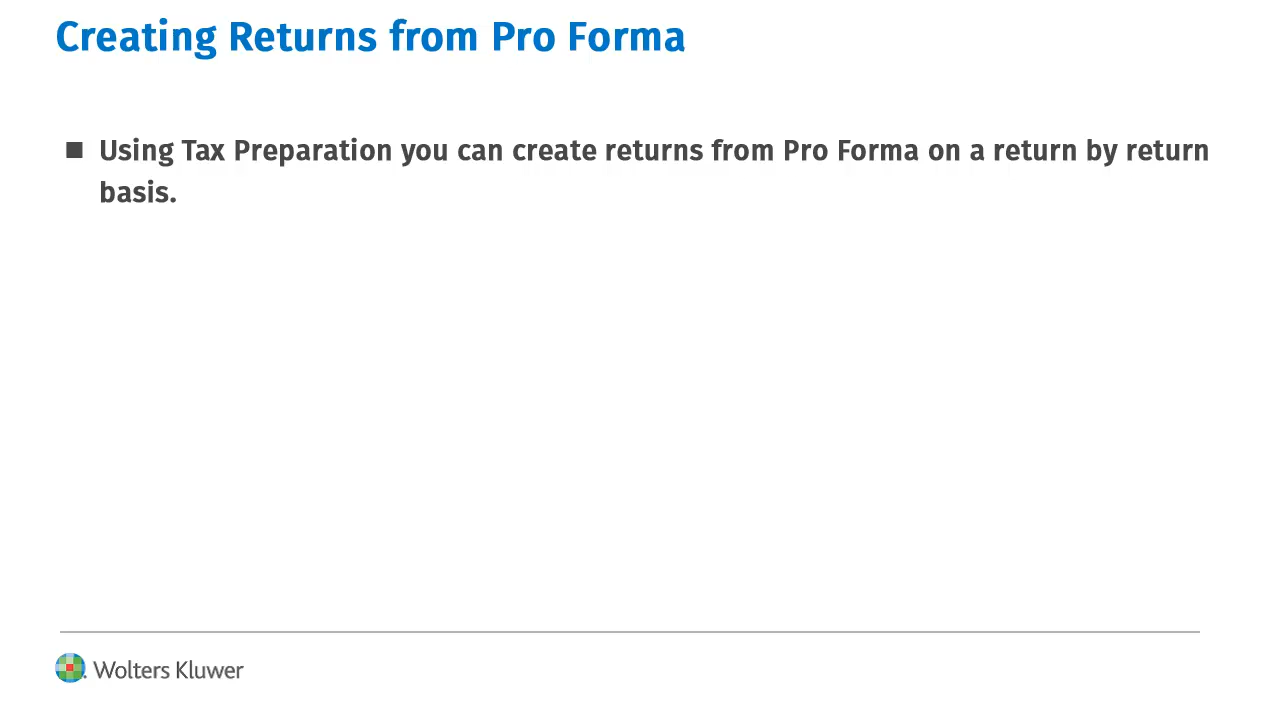 Creating Returns from Pro Forma
Using Tax Preparation you can create returns from Pro Forma on a return by return
basis.
Wolters Kluwer